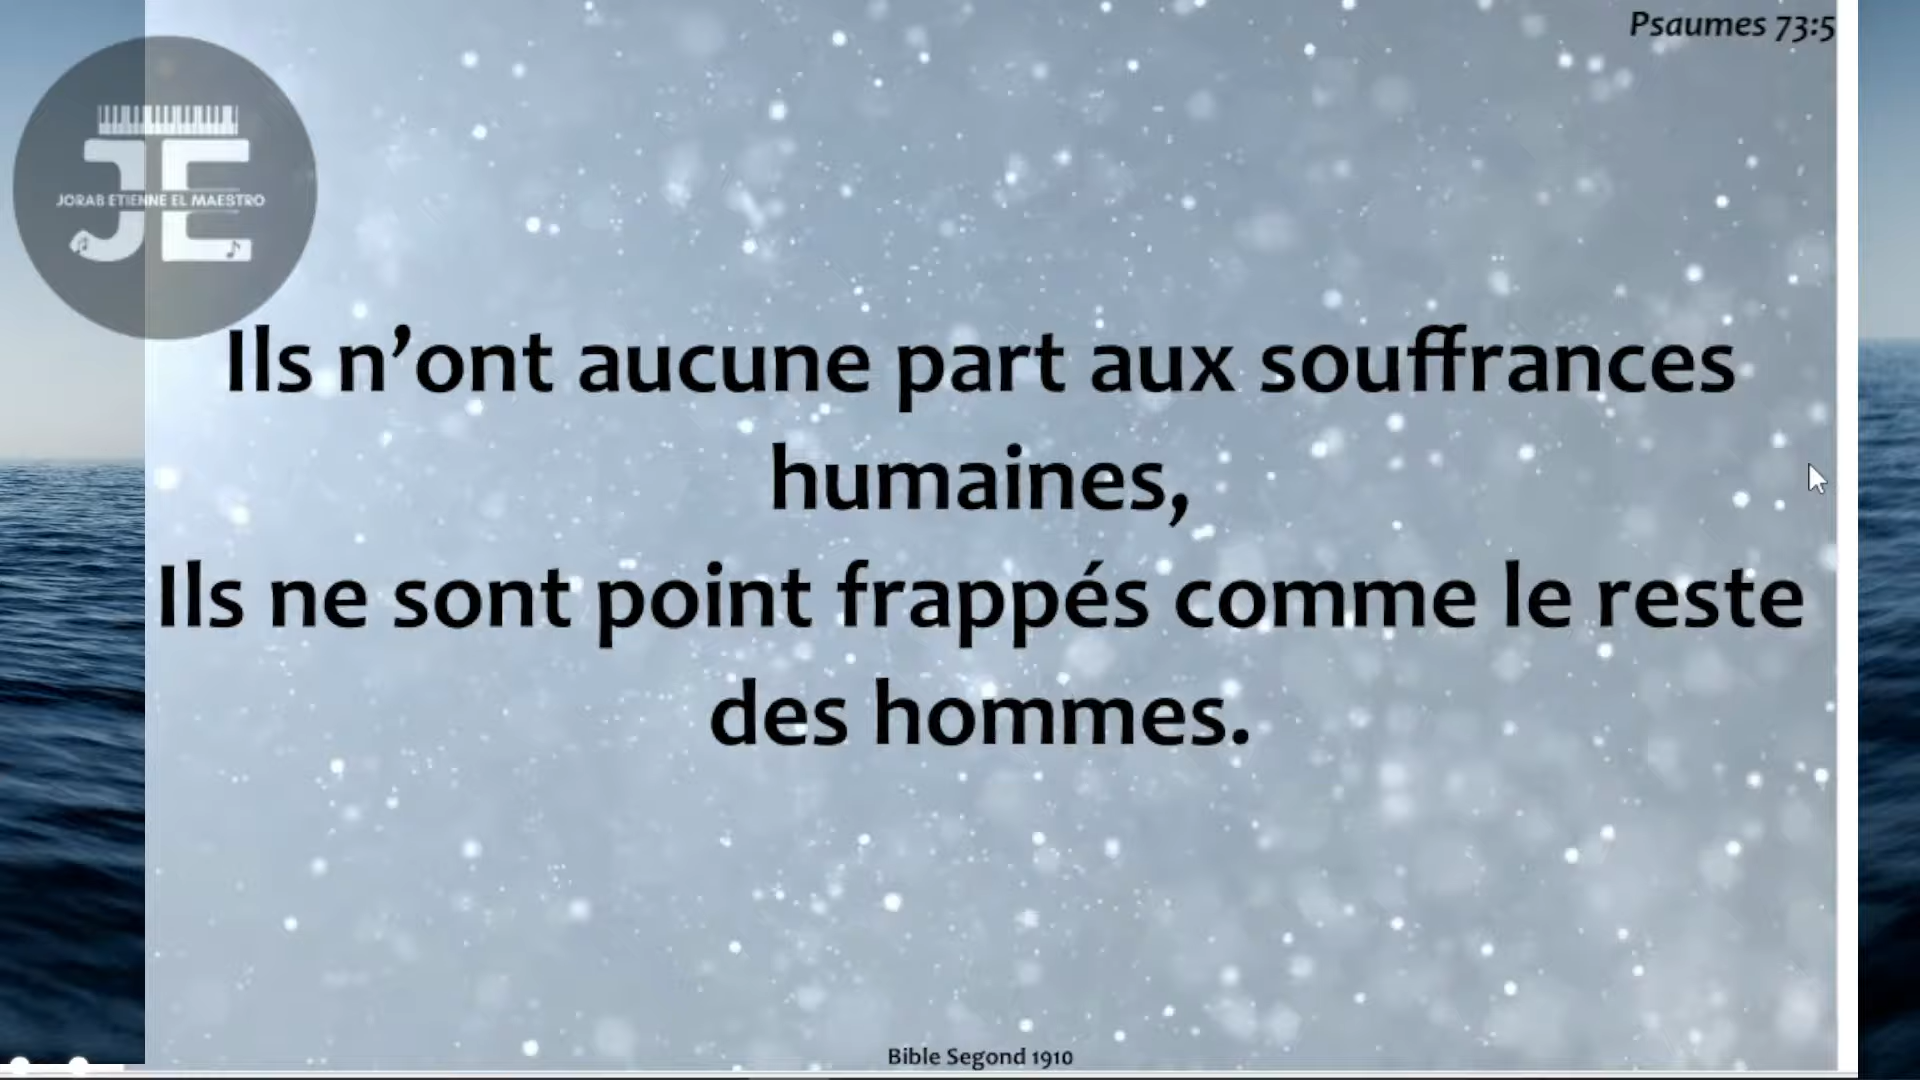 Psaumes 73:5
JE
JORAB ETIENNE EL MAESTRO
Ils n’ont aucune part aux souffrances
humaines,
Ils ne sont point frappés comme le reste
des hommes.
Bible Segond 1910